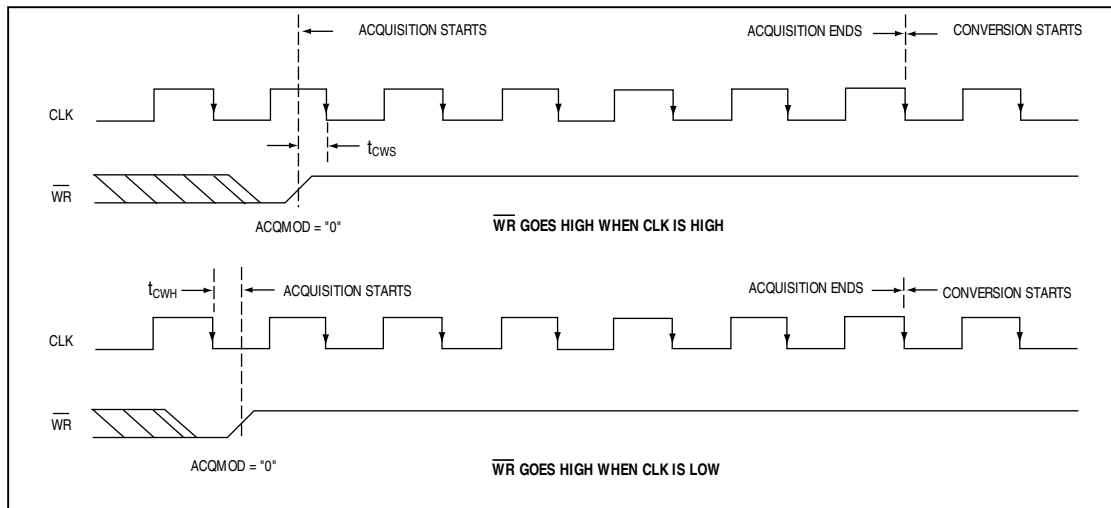 ACQUISITION STARTS
ACQUISITION ENDS
CONVERSION STARTS
CLK
tCWS
WR
ACQMOD = "0"
WR GOES HIGH WHEN CLK IS HIGH
tCWH
ACQUISITION STARTS
ACQUISITION ENDS
CONVERSION STARTS
CLK
WR
ACQMOD = "0"
WR GOES HIGH WHEN CLK IS LOW